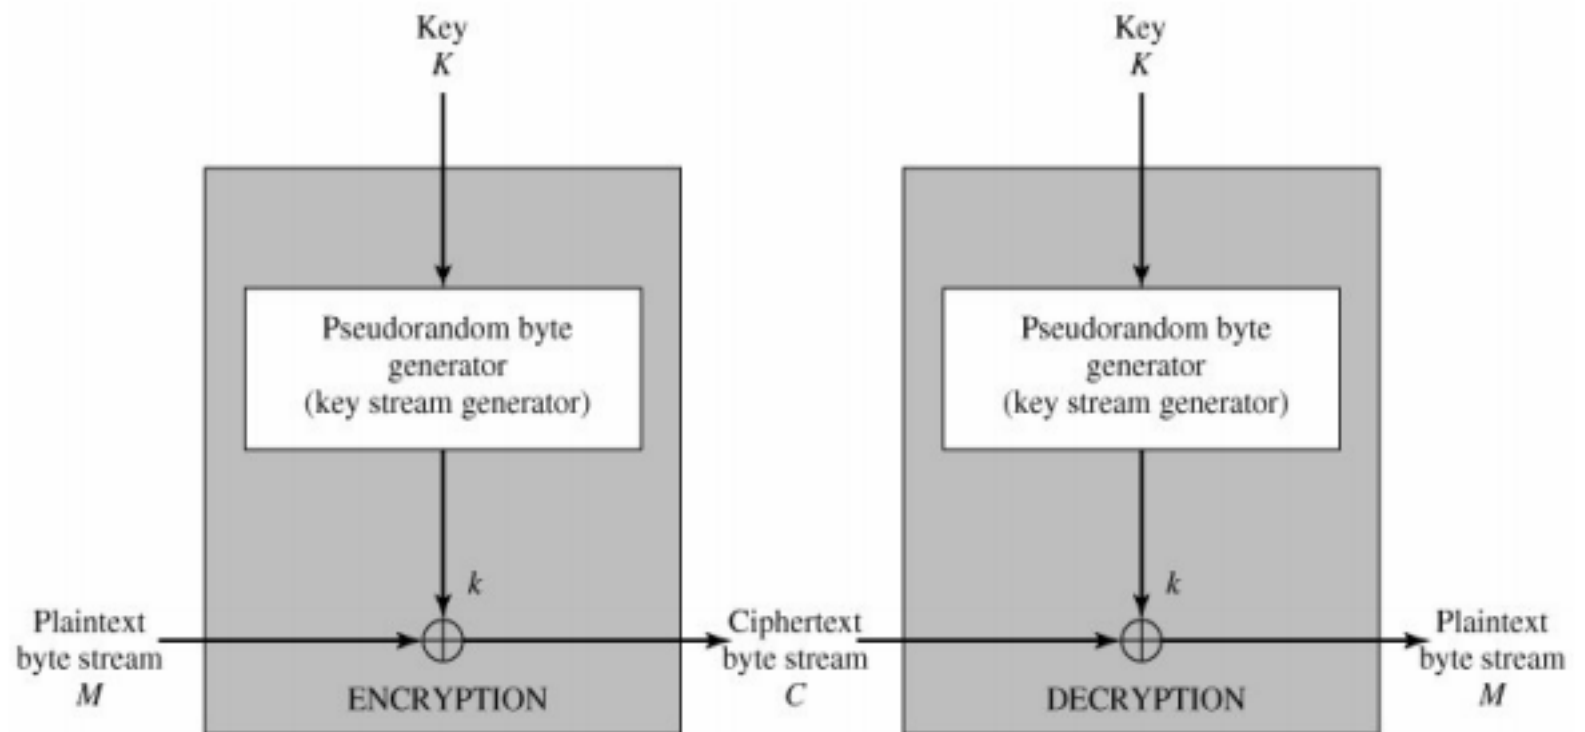 Key
K
Key
K
Pseudorandom byte
generator
(key stream generator)
Pseudorandom byte
generator
(key stream generator)
k
k
Plaintext
byte stream
M
ENCRYPTION
Ciphertext
byte stream
C
DECRYPTION
Plaintext
byte stream
M